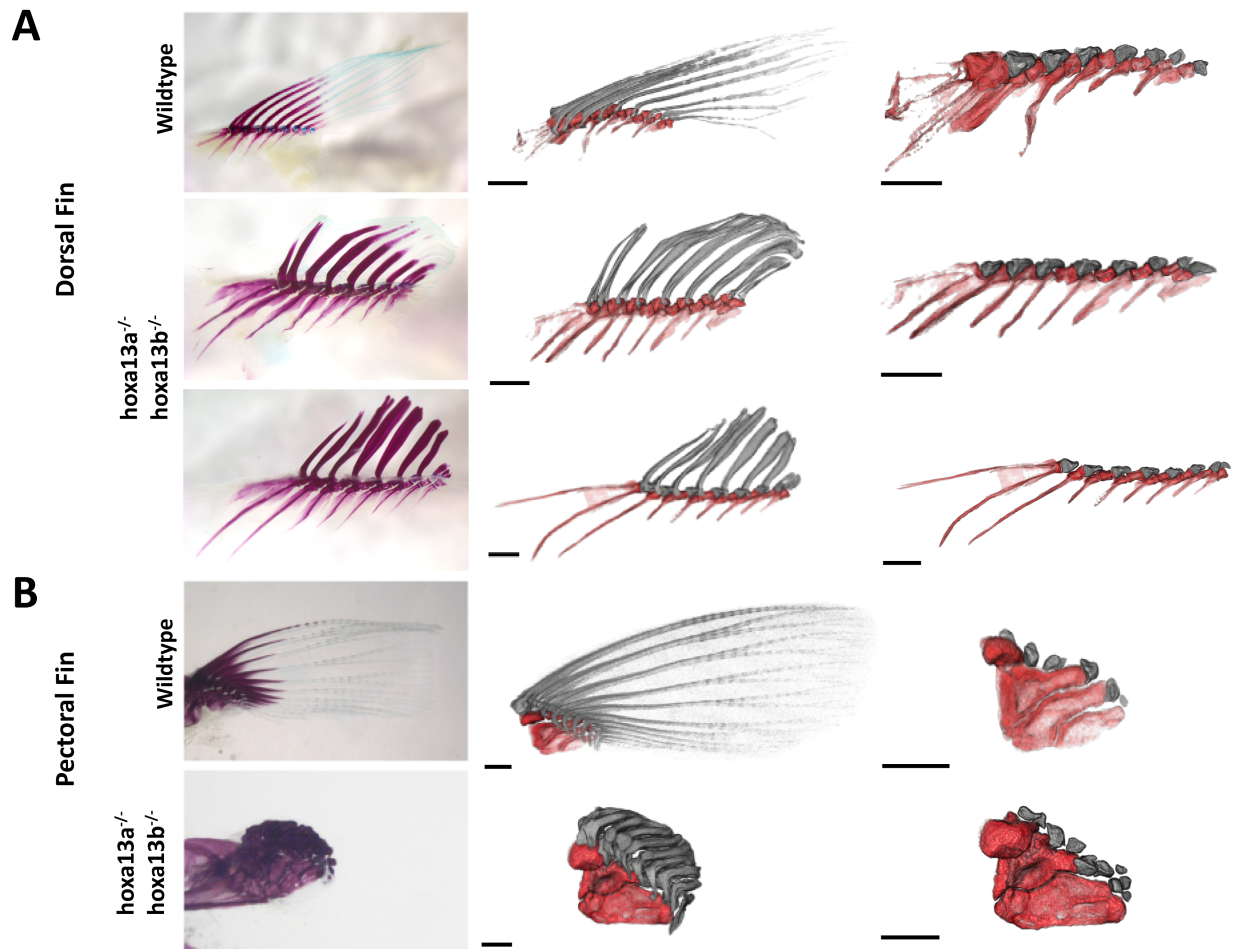 A
Wildtype
Dorsal Fin
hoxa13a-/-
hoxa13b-/-
B
Wildtype
Pectoral Fin
hoxa13a-/-
hoxa13b-/-